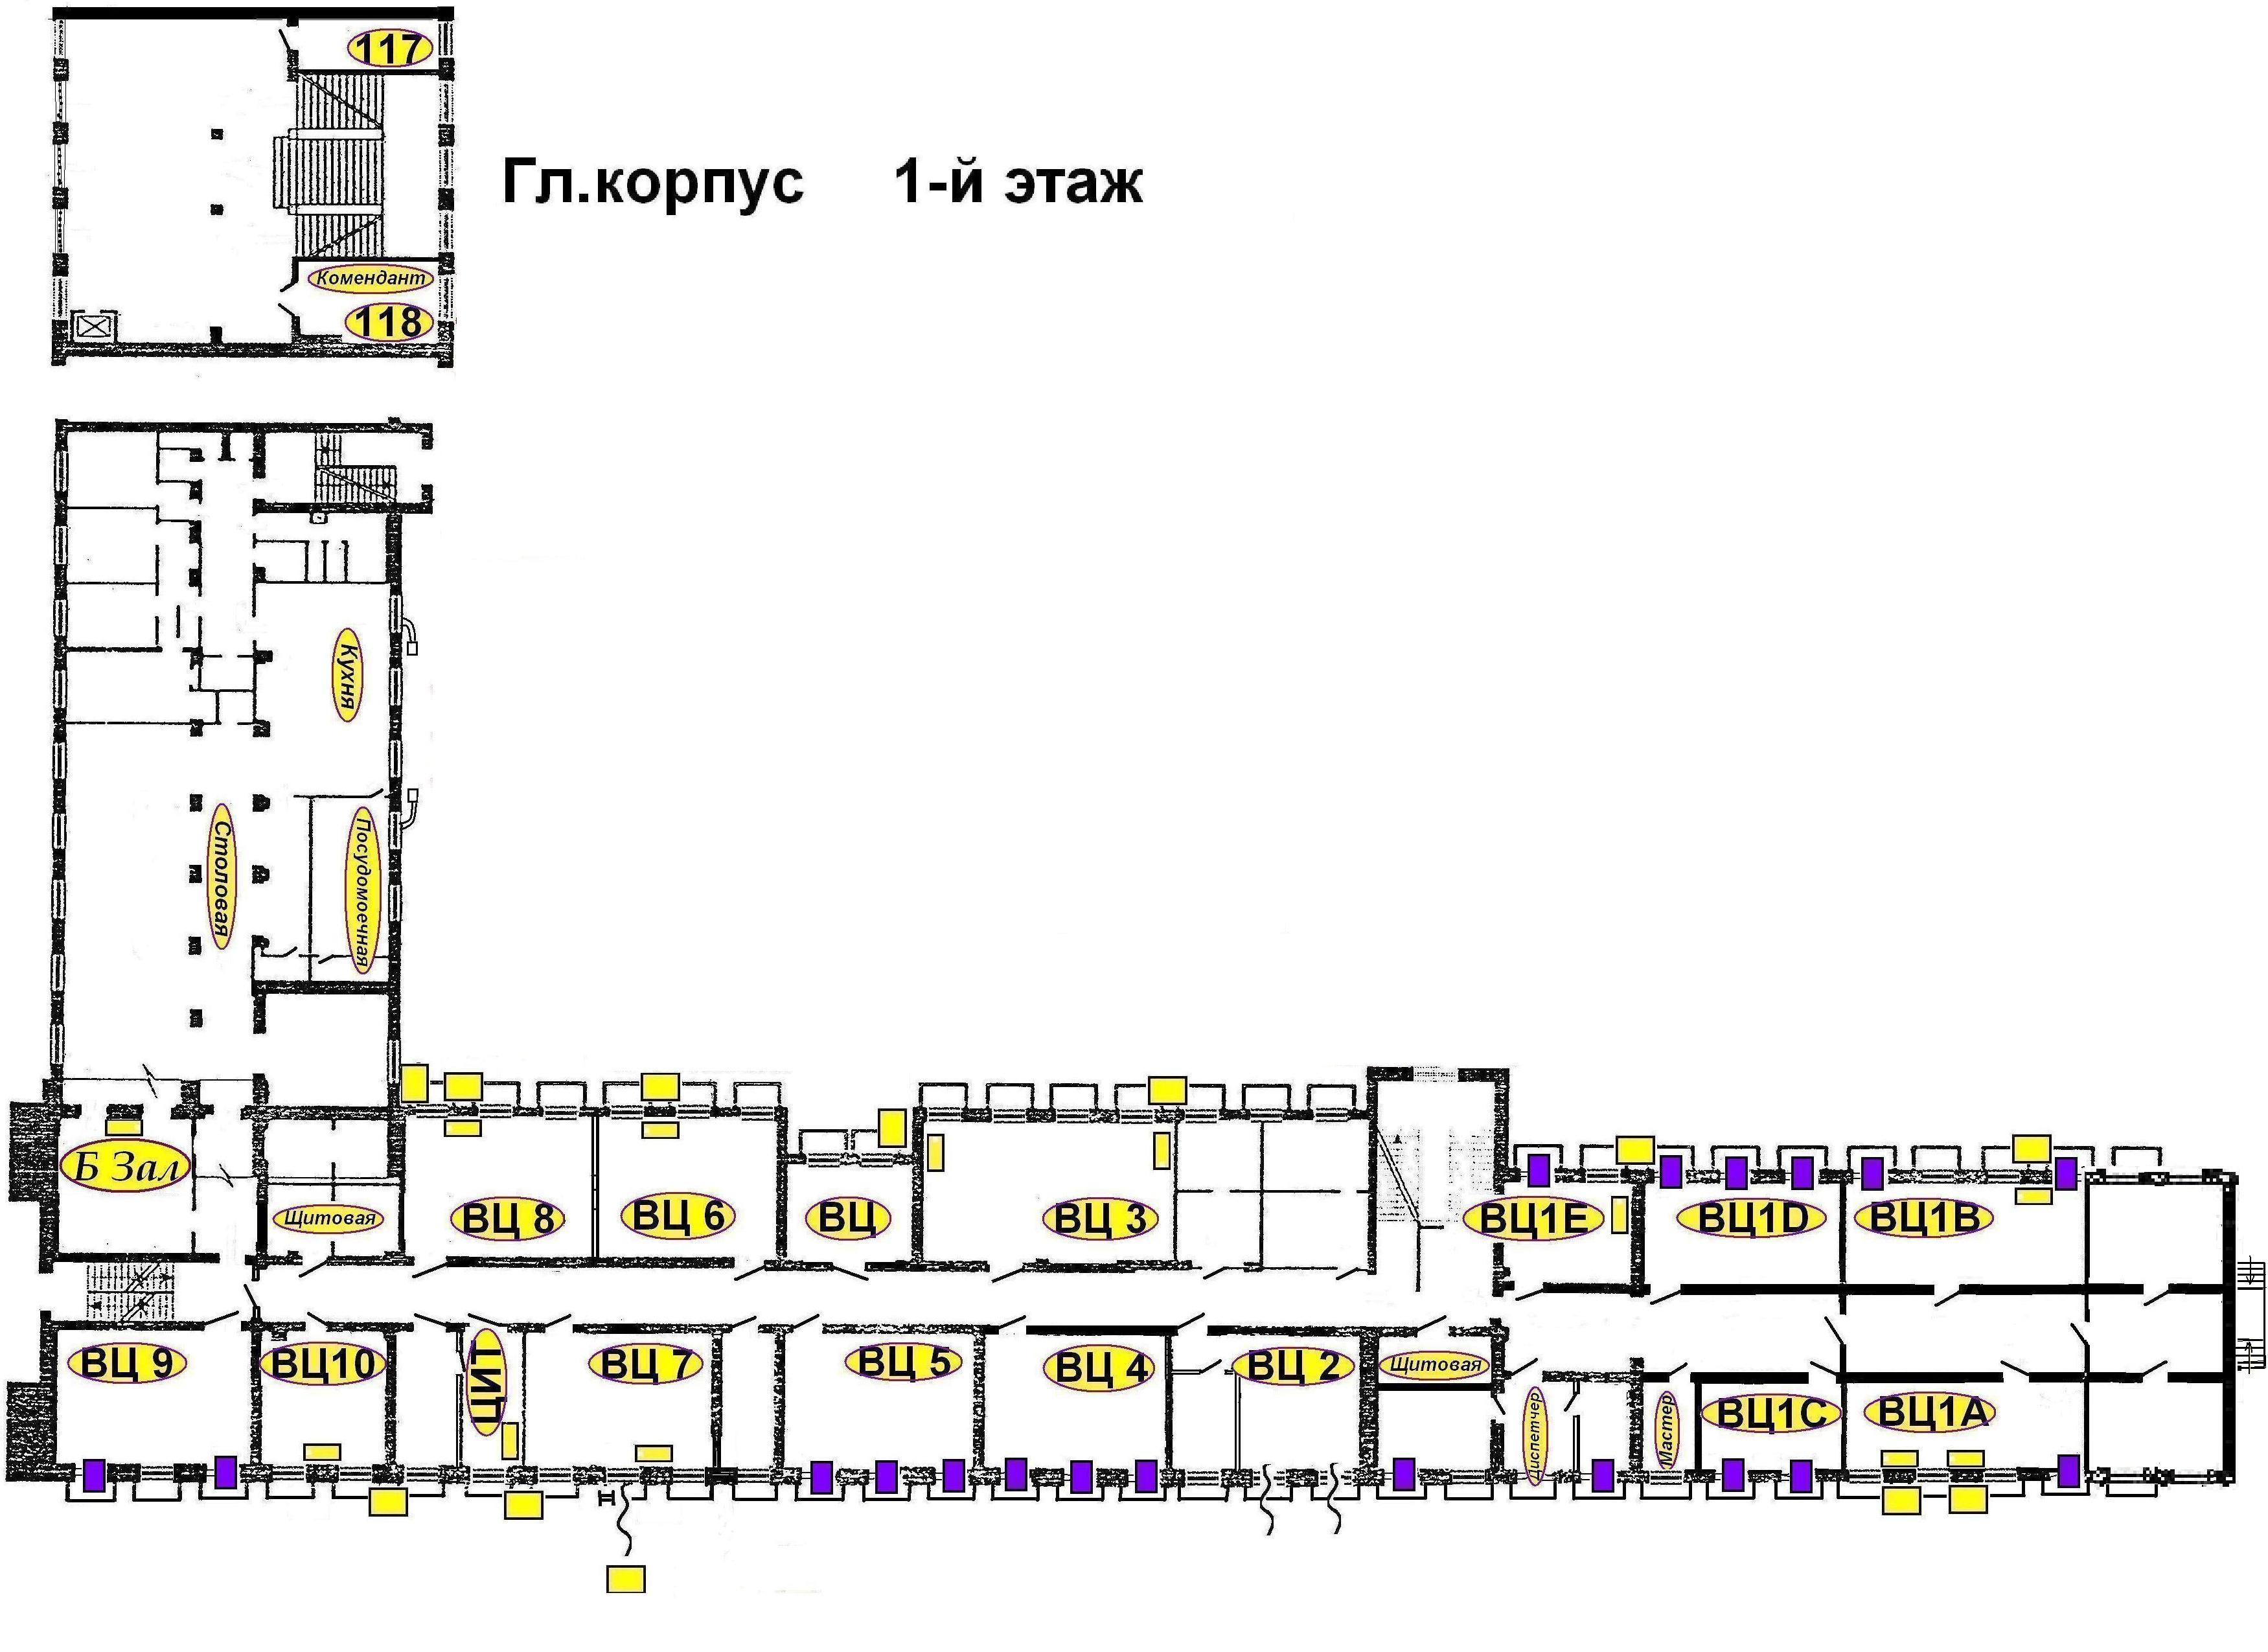 117
Гл.корпус 1-й этаж
Комендант
118
Кухня
Столовая
Посудомоечная
Б Зал
Щитовая
ВЦ 8
ВЦ 6
ВЦ
ВЦ 3
ВЦ1Е
ВЦ1D
ВЦ1В
ВЦ 9
ВЦ10
ЦИТ
ВЦ 7
ВЦ 5
ВЦ 4
ВЦ 2
Щитовая
Диспетчер
Мастер
ВЦ1С
ВЦ1А